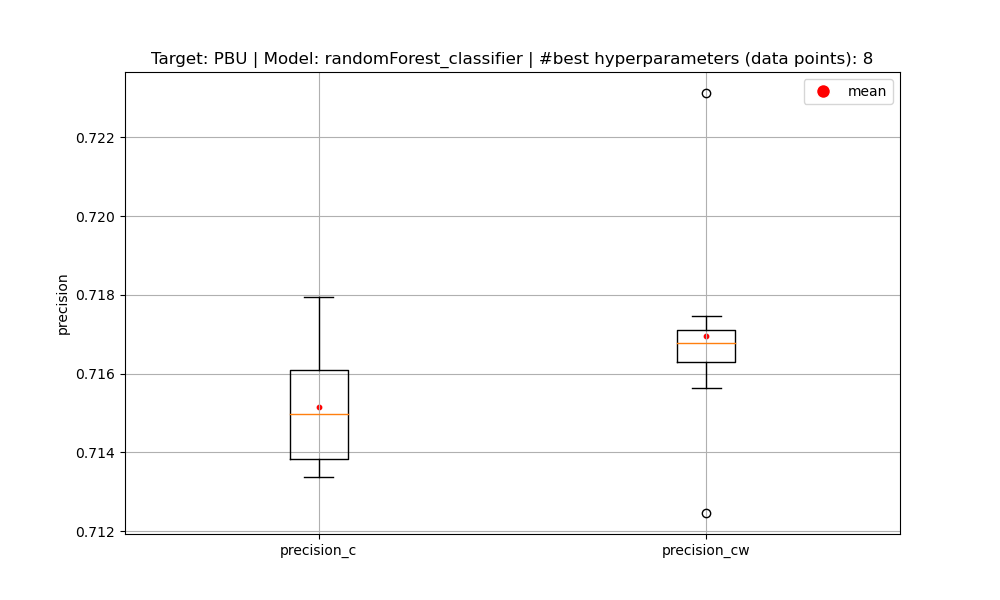 Target: PBU | Model: randomForest_classifier | #best hyperparameters (data points): 8
mean
0.722
0.720
0.718
0.716
0.714
0.712
precision
precision_c
precision_cw